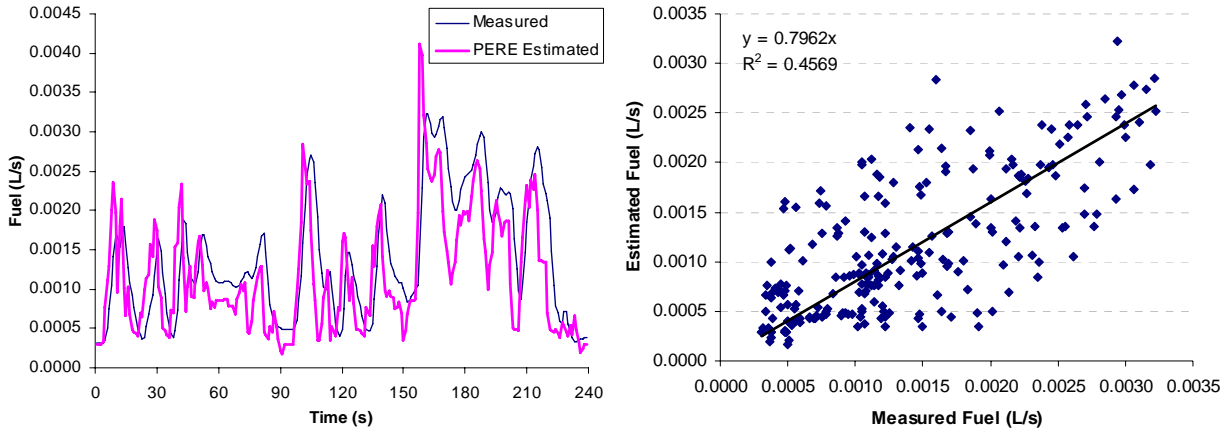 Measured
PERE Estimated
Fuel (L/s)
0.0045
0.0040
0.0035
0.0030
0.0025
0.0020
0.0015
0.0010
0.0005
0.0000
0 30 60 90 120 150 180 210 240
Time (s)
y = 0.7962x
R² = 0.4569
Estimated Fuel (L/s)
0.0035
0.0030
0.0025
0.0020
0.0015
0.0010
0.0005
0.0000
0.0000 0.0005 0.0010 0.0015 0.0020 0.0025 0.0030 0.0035
Measured Fuel (L/s)